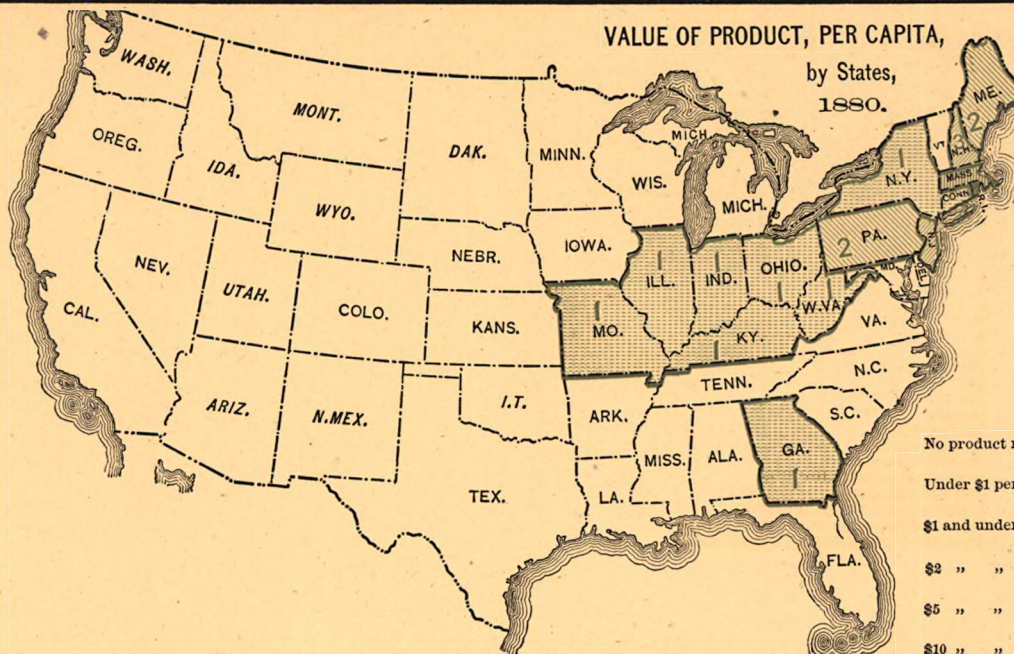 VALUE OF PRODUCT, PER CAPITA,
by States,
1880.
WASH.
MONT.
DAK.
MINN.
MICH.
ME.
2
OREG.
IDA.
WIS.
MICH.
VT
N.H.
1
N.Y.
MASS
CONN
WYO.
NEBR.
IOWA.
2 PA.
NEV.
UTAH.
COLO.
KANS.
1
ILL.
1
IND.
OHIO.
1
1
W.VA
MD.
DEL
CAL.
1
MO.
KY.
1
VA.
ARIZ.
N.MEX.
I.T.
ARK.
TENN.
N.C.
S.C.
TEX.
LA.
MISS.
ALA.
GA.
1
FLA.
No product
Under $1 per
$1 and under
$2 „ „
$5 „ „
$10 „ „